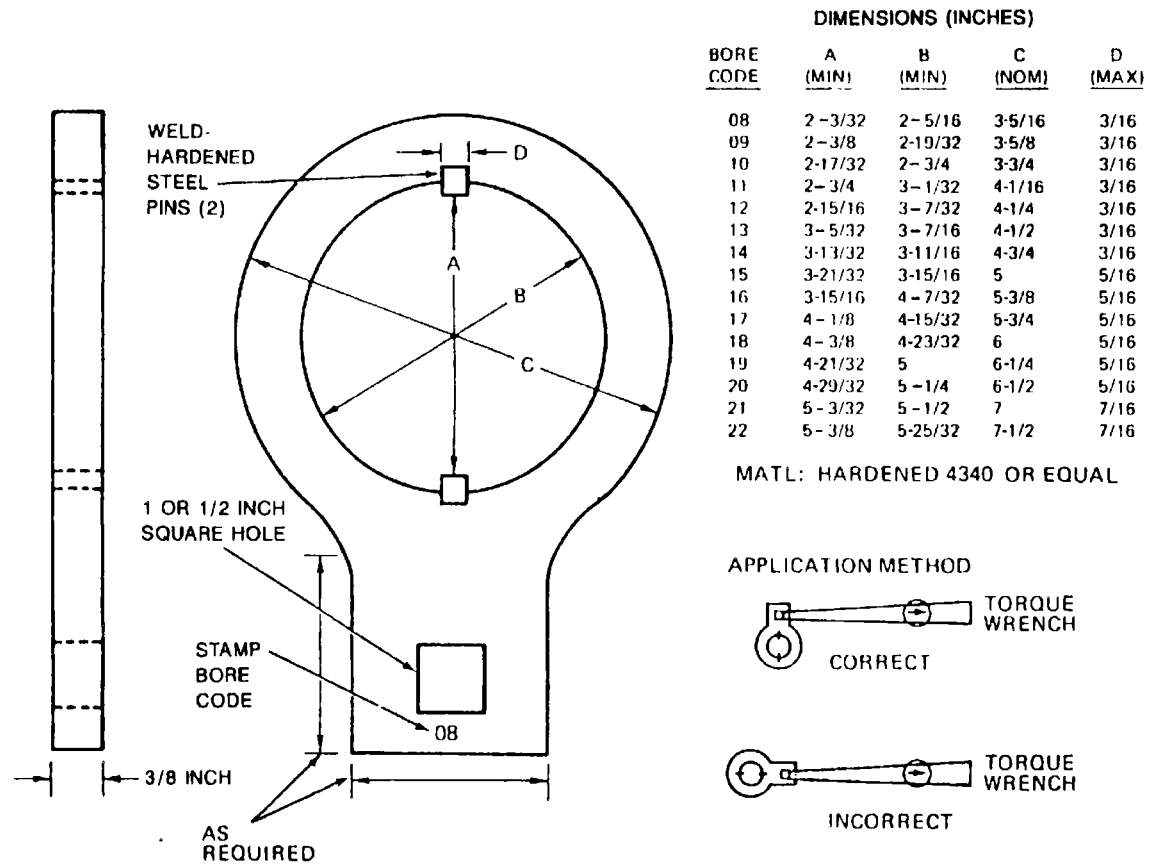 DIMENSIONS (INCHES)
BORE CODE A (MIN) B (MIN) C (NOM) D (MAX)
08 2-3/32 2-5/16 3-5/16 3/16
09 2-3/8 2-19/32 3-5/8 3/16
10 2-17/32 2-3/4 3-3/4 3/16
11 2-3/4 3-1/32 4-1/16 3/16
12 2-15/16 3-7/32 4-1/4 3/16
13 3-5/32 3-7/16 4-1/2 3/16
14 3-13/32 3-11/16 4-3/4 3/16
15 3-21/32 3-15/16 5 5/16
16 3-15/16 4-7/32 5-3/8 5/16
17 4-1/8 4-15/32 5-3/4 5/16
18 4-3/8 4-23/32 6 5/16
19 4-21/32 5 6-1/4 5/16
20 4-29/32 5-1/4 6-1/2 5/16
21 5-3/32 5-1/2 7 7/16
22 5-3/8 5-25/32 7-1/2 7/16
MATL: HARDENED 4340 OR EQUAL
WELD-
HARDENED
STEEL
PINS (2)
D
A
B
C
1 OR 1/2 INCH
SQUARE HOLE
STAMP
BORE
CODE
08
3/8 INCH
AS
REQUIRED
APPLICATION METHOD
TORQUE
WRENCH
CORRECT
TORQUE
WRENCH
INCORRECT